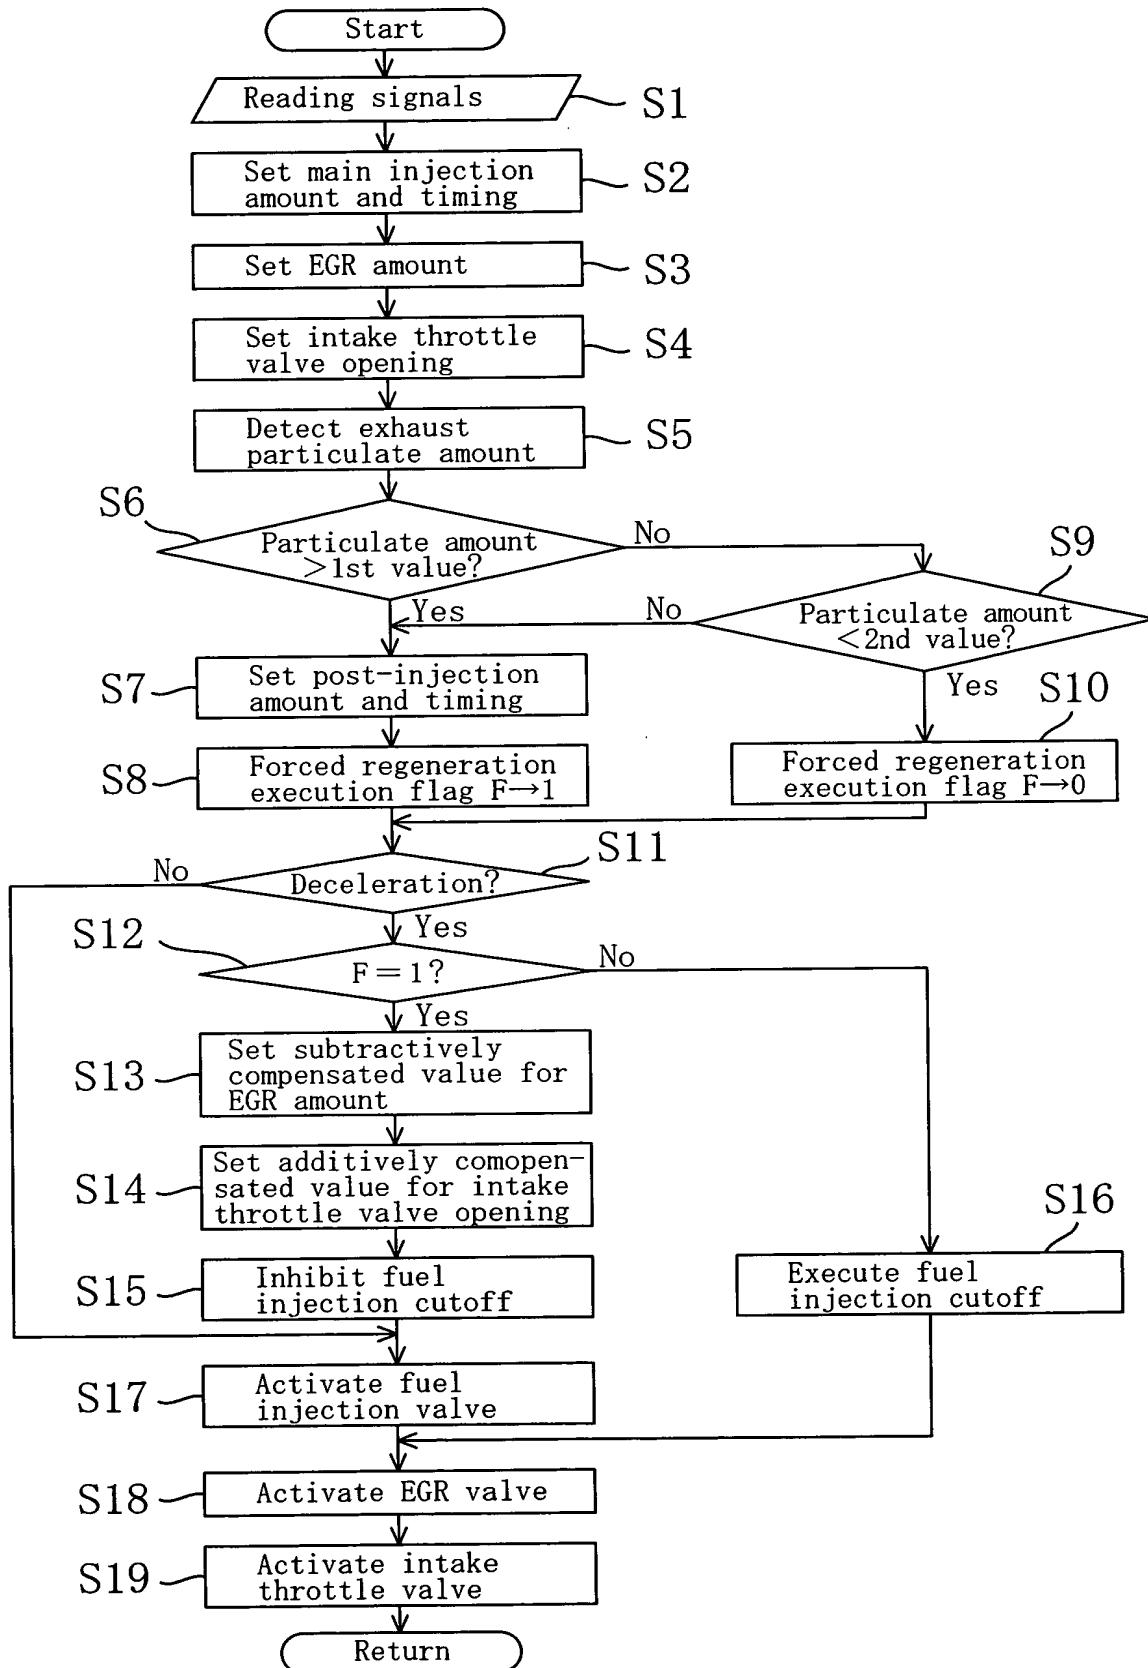 Start
Reading signals
S1
Set main injection
amount and timing
S2
Set EGR amount
S3
Set intake throttle
valve opening
S4
Detect exhaust
particulate amount
S5
S6
Particulate amount
>1st value?
No
Yes
S9
Particulate amount
<2nd value?
No
Yes
S7
Set post-injection
amount and timing
S10
S8
Forced regeneration
execution flag F→1
Forced regeneration
execution flag F→0
S11
No
Deceleration?
Yes
S12
F=1?
No
Yes
S13
Set subtractively
compensated value for
EGR amount
S14
Set additively comopen-
sated value for intake
throttle valve opening
S16
S15
Inhibit fuel
injection cutoff
Execute fuel
injection cutoff
S17
Activate fuel
injection valve
S18
Activate EGR valve
S19
Activate intake
throttle valve
Return